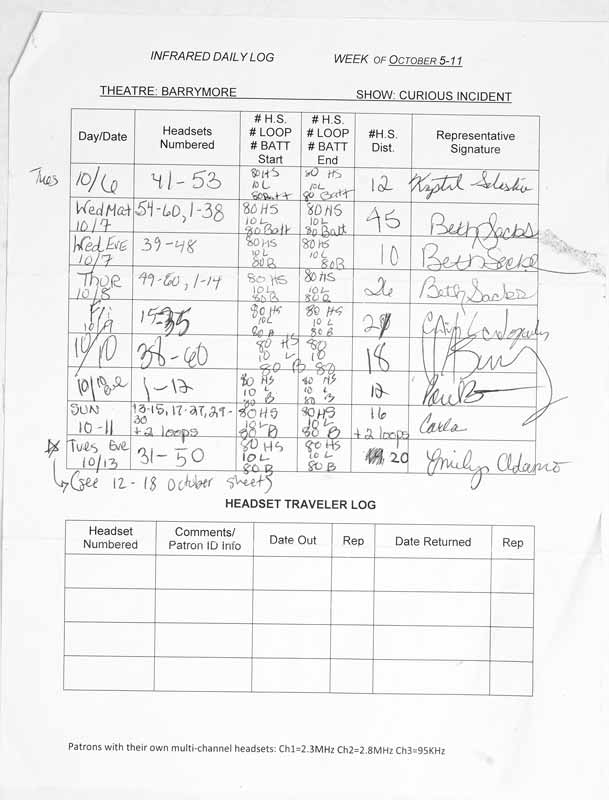 INFRARED DAILY LOG WEEK OF OCTOBER 5-11
THEATRE: BARRYMORE SHOW: CURIOUS INCIDENT
Day/Date Headsets Numbered # H.S. # LOOP # BATT Start # H.S. # LOOP # BATT End #H.S. Dist. Representative Signature
Tues 10/6 41-53 80 HS 10 L 80 Batt 80 HS 10 L 80 Batt 12
Wed Mat 10/7 54-60, 1-38 80 HS 10 L 80 Batt 80 HS 10 L 80 Batt 45 Beth Sacks
Wed Eve 10/7 39-48 80 HS 10 L 80 B 80 HS 10 L 80 B 10 Beth Sacks
Thur 10/8 49-60, 1-14 80 HS 10 L 80 B 80 HS 10 L 80 B 26 Beth Sacks
10/9 15-35 80 HS 10 L 80 B 80 HS 10 L 80 B
10/10 38-60 80 HS 10 L 80 B 80 10 80 18
10/10 Eve 1-12 80 HS 10 L 80 B 80 HS 10 L 80 B 12
SUN 10-11 13-15, 17-27, 29-30 +2 loops 80 HS 10 L 80 B 80 HS 10 L 80 B 16 +2 loops Carla
Tues Eve 10/13 31-50 80 HS 10 L 80 B 80 HS 10 L 80 B 20 Emily Adamo
(see 12-18 October sheet)
HEADSET TRAVELER LOG
Headset Numbered Comments/ Patron ID Info Date Out Rep Date Returned Rep
Patrons with their own multi-channel headsets: Ch1=2.3MHz Ch2=2.8MHz Ch3=95KHz